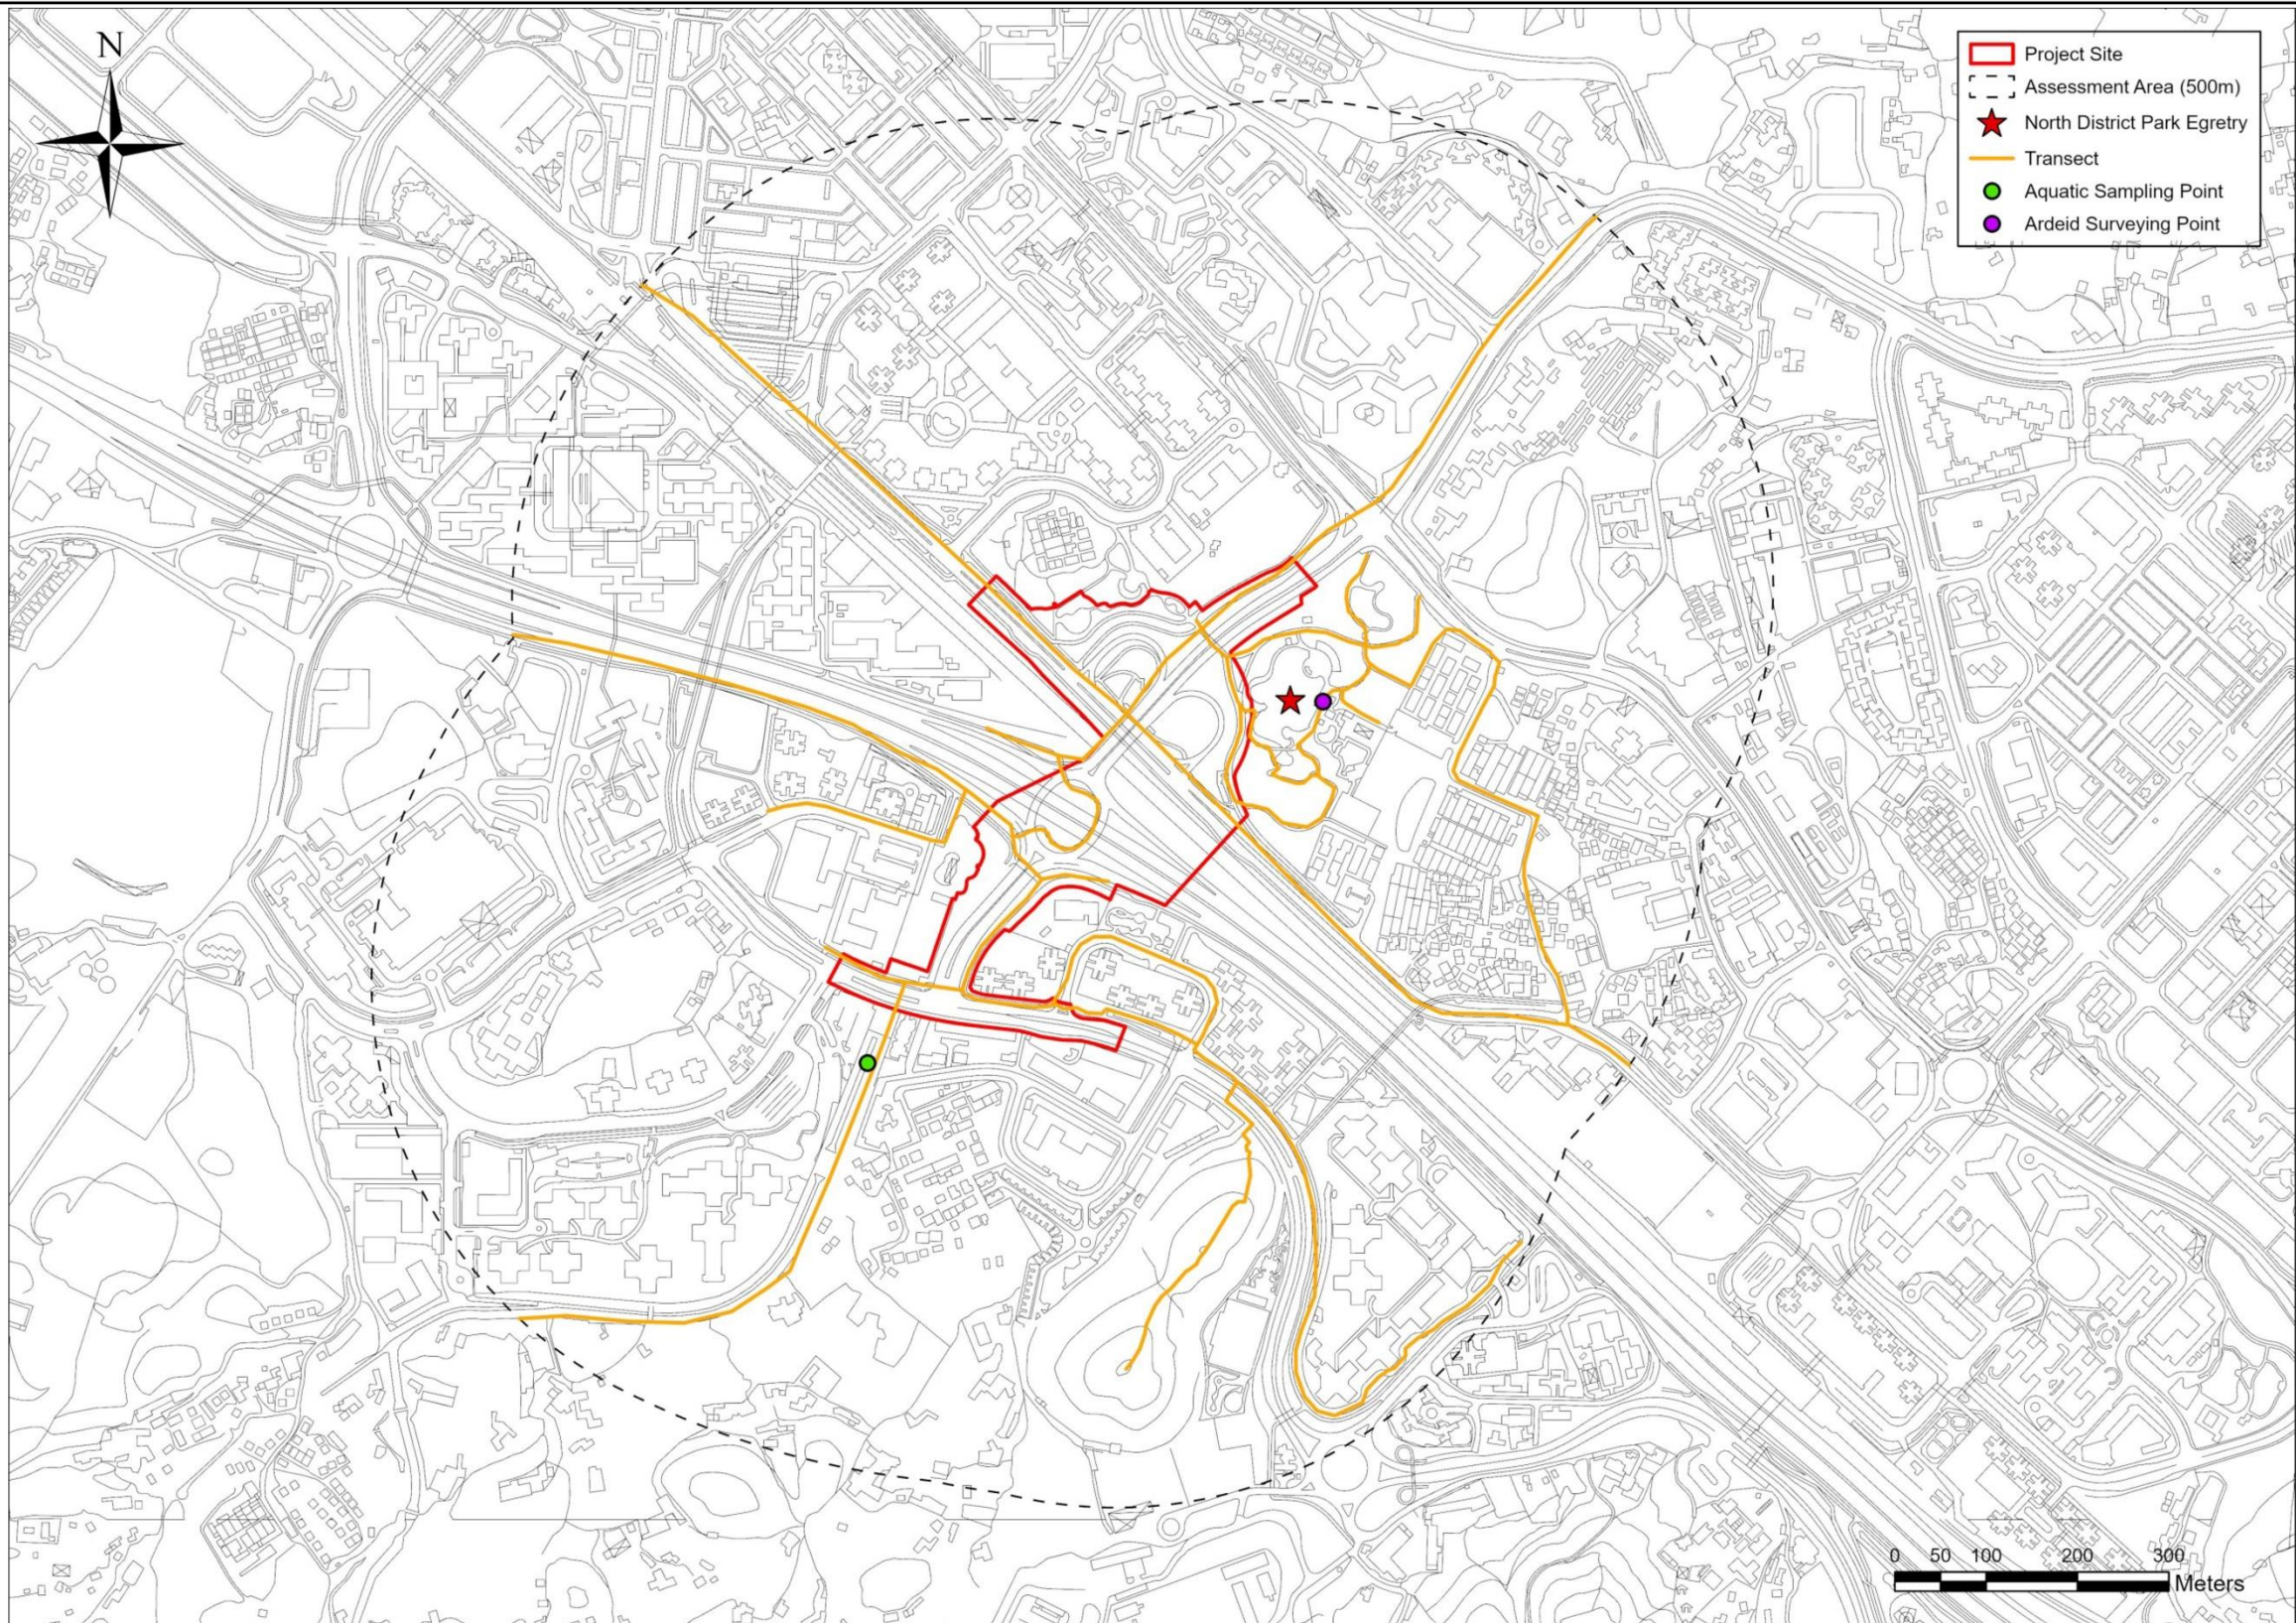 N
Project Site
Assessment Area (500m)
North District Park Egretry
Transect
Aquatic Sampling Point
Ardeid Surveying Point
0 50 100 200 300
Meters